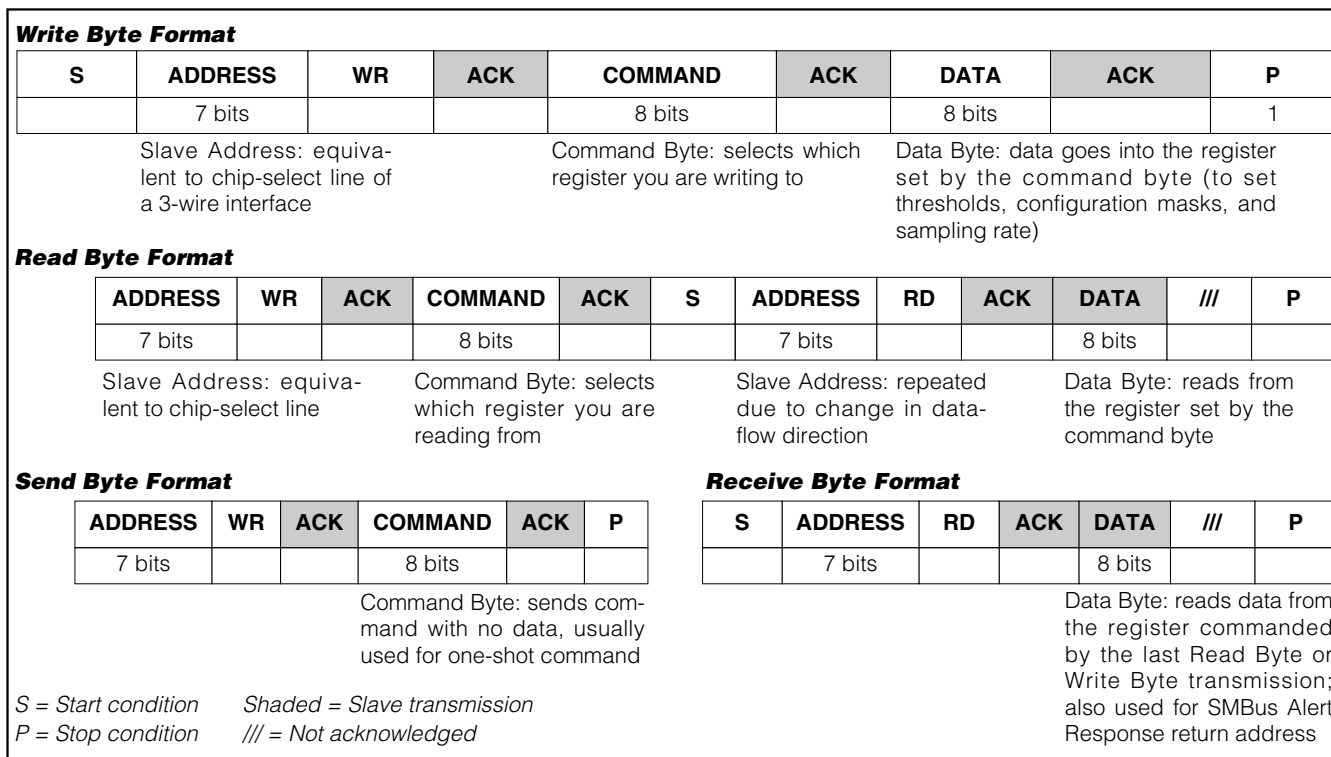 Write Byte Format
S ADDRESS WR ACK COMMAND ACK DATA ACK P
7 bits 8 bits 8 bits 1
Slave Address: equiva-
lent to chip-select line of
a 3-wire interface
Command Byte: selects which
register you are writing to
Data Byte: data goes into the register
set by the command byte (to set
thresholds, configuration masks, and
sampling rate)
Read Byte Format
ADDRESS WR ACK COMMAND ACK S ADDRESS RD ACK DATA /// P
7 bits 8 bits 7 bits 8 bits
Slave Address: equiva-
lent to chip-select line
Command Byte: selects
which register you are
reading from
Slave Address: repeated
due to change in data-
flow direction
Data Byte: reads from
the register set by the
command byte
Send Byte Format
ADDRESS WR ACK COMMAND ACK P
7 bits 8 bits
Command Byte: sends com-
mand with no data, usually
used for one-shot command
Receive Byte Format
S ADDRESS RD ACK DATA /// P
7 bits 8 bits
Data Byte: reads data from
the register commanded
by the last Read Byte or
Write Byte transmission;
also used for SMBus Alert
Response return address
S = Start condition Shaded = Slave transmission
P = Stop condition /// = Not acknowledged